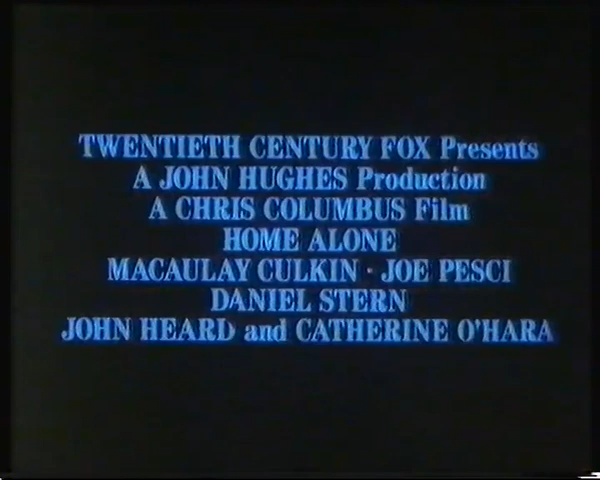 TWENTIETH CENTURY FOX Presents
A JOHN HUGHES Production
A CHRIS COLUMBUS Film
HOME ALONE
MACAULAY CULKIN · JOE PESCI
DANIEL STERN
JOHN HEARD and CATHERINE O'HARA